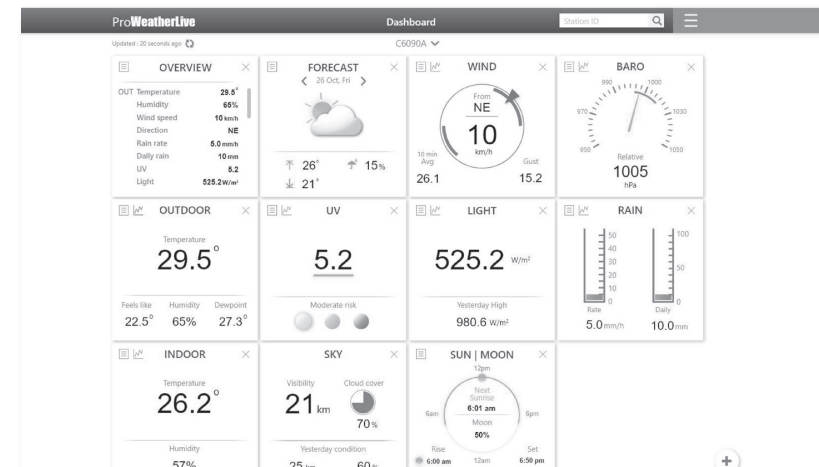 ProWeatherLive
Dashboard
Station ID
Updated : 20 seconds ago
C6090A
OVERVIEW
OUT Temperature 29.5°
Humidity 65%
Wind speed 10 km/h
Direction NE
Rain rate 5.0 mm/h
Daily rain 10 mm
UV 5.2
Light 525.2 W/m²
FORECAST
26 Oct, Fri
26°
15%
21°
WIND
From
NE
10
km/h
10 min
Avg
26.1
Gust
15.2
BARO
950
970
990
1000
1030
1050
Relative
1005
hPa
OUTDOOR
Temperature
29.5°
Feels like Humidity Dewpoint
22.5° 65% 27.3°
UV
5.2
Moderate risk
LIGHT
525.2 W/m²
Yesterday High
980.6 W/m²
RAIN
50
40
30
20
10
0
100
50
0
Rate Daily
5.0 mm/h 10.0 mm
INDOOR
Temperature
26.2°
Humidity
57%
SKY
Visibility Cloud cover
21 km
70%
Yesterday condition
25 km 60%
SUN | MOON
12pm
Next
Sunrise
6:01 am
6am 6pm
Moon
50%
Rise Set
6:00 am 12am 6:50 pm